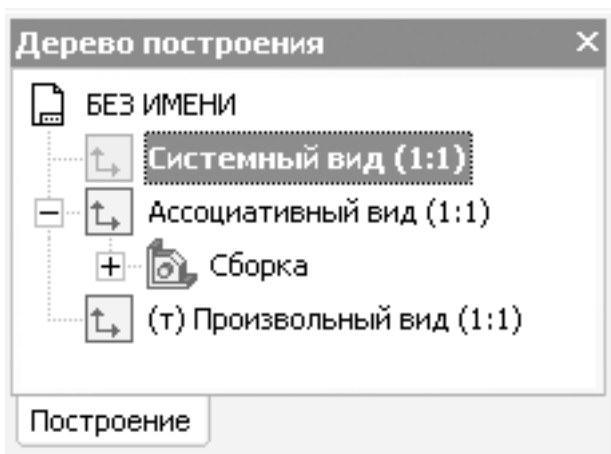 Дерево построения
БЕЗ ИМЕНИ
Системный вид (1:1)
Ассоциативный вид (1:1)
Сборка
(т) Произвольный вид (1:1)
Построение